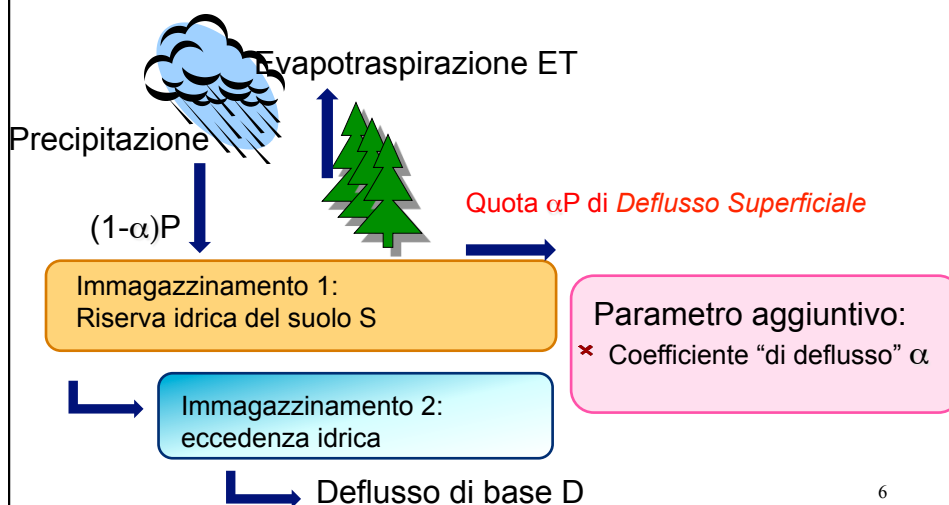 Evapotraspirazione ET
Precipitazione
Quota αP di Deflusso Superficiale
(1-α)P
Immagazzinamento 1:
Riserva idrica del suolo S
Parametro aggiuntivo:
× Coefficiente “di deflusso” α
Immagazzinamento 2:
eccedenza idrica
Deflusso di base D
6